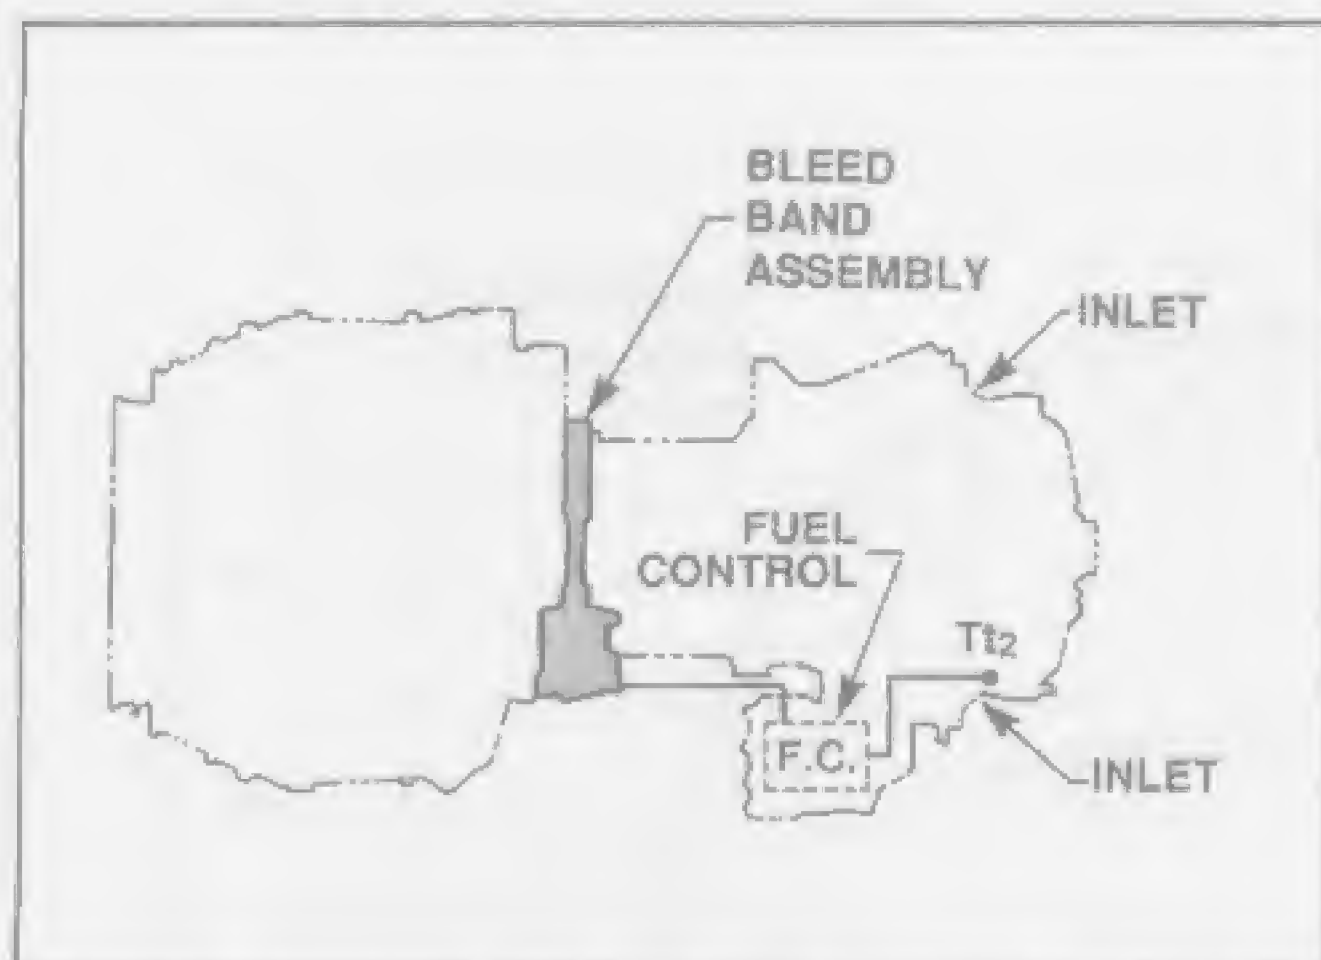 BLEED
BAND
ASSEMBLY
INLET
FUEL
CONTROL
Tt2
F.C.
INLET